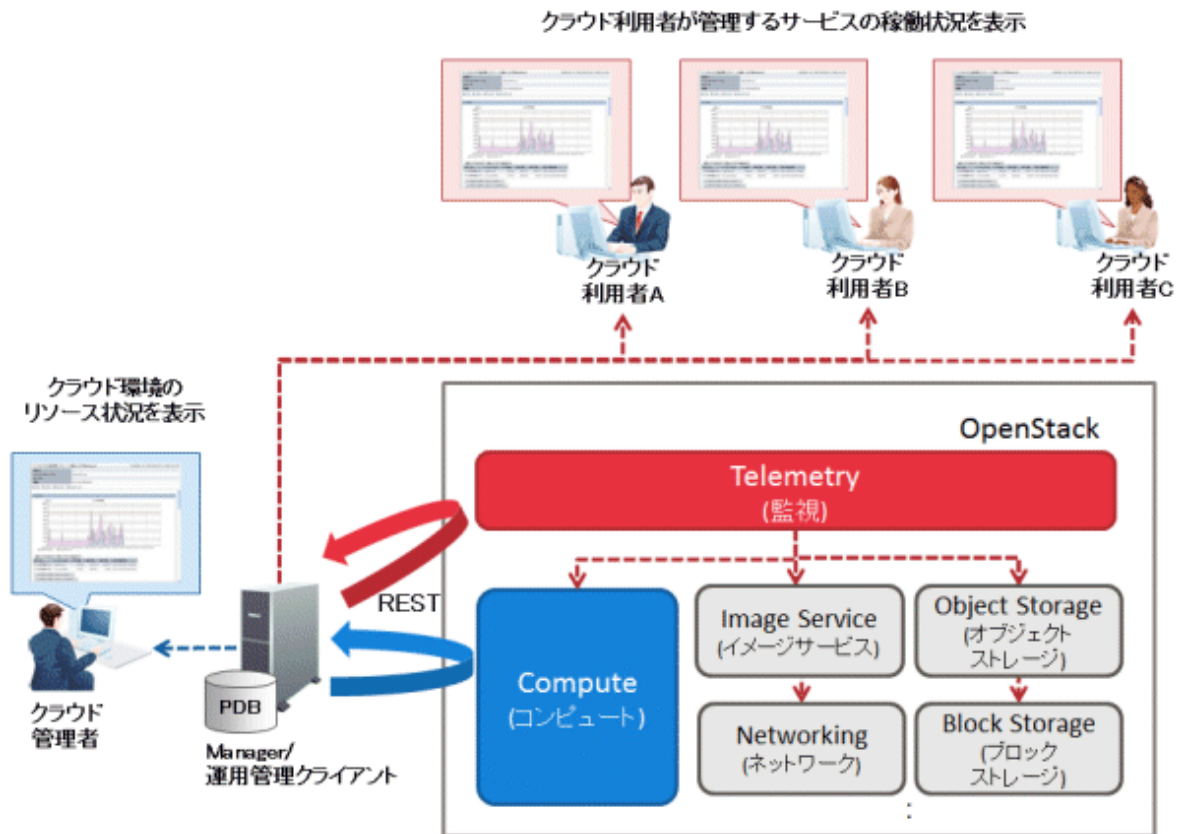 クラウド利用者が管理するサービスの稼働状況を表示
クラウド
利用者A
クラウド
利用者B
クラウド
利用者C
クラウド環境の
リソース状況を表示
OpenStack
Telemetry
(監視)
REST
Compute
(コンピュート)
Image Service
(イメージサービス)
Object Storage
(オブジェクト
ストレージ)
Networking
(ネットワーク)
Block Storage
(ブロック
ストレージ)
:
PDB
クラウド
管理者
Manager/
運用管理クライアント